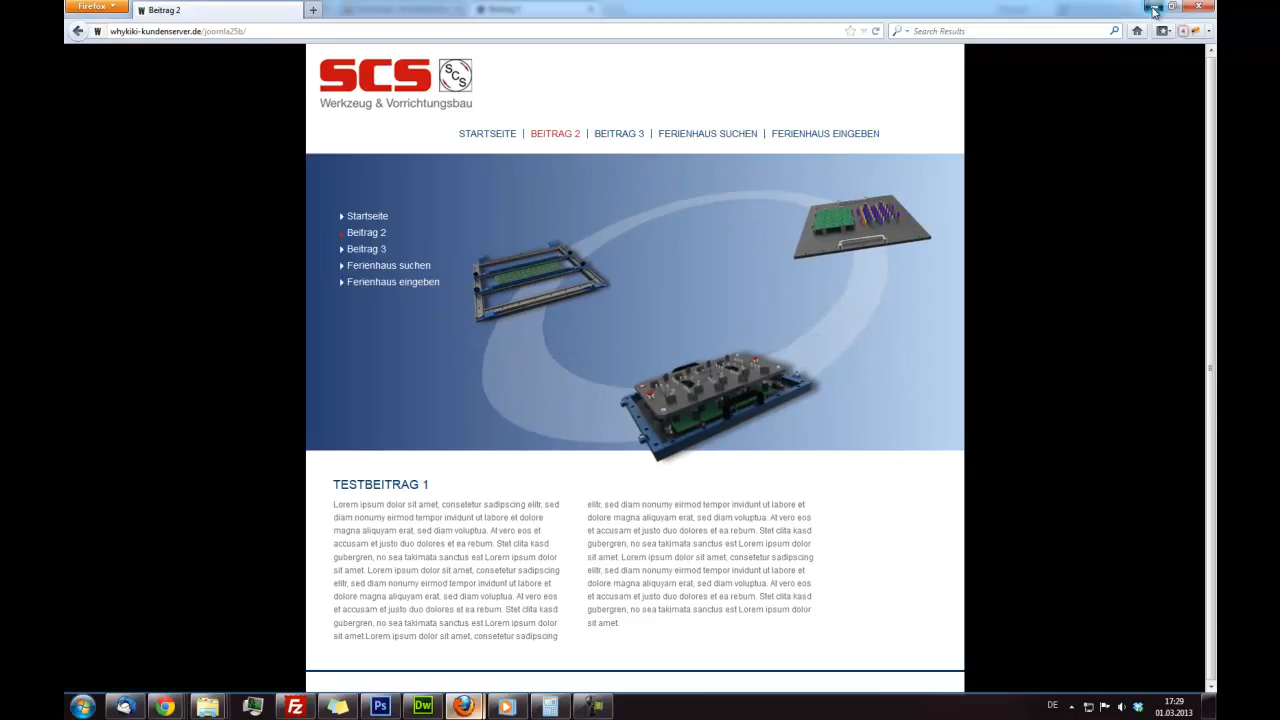 Firefox
Beitrag 2
whykiki-kundenserver.de/joomla25b/
Search Results
4
SCS
SCS
Werkzeug & Vorrichtungsbau
STARTSEITE | BEITRAG 2 | BEITRAG 3 | FERIENHAUS SUCHEN | FERIENHAUS EINGEBEN
Startseite
Beitrag 2
Beitrag 3
Ferienhaus suchen
Ferienhaus eingeben
TESTBEITRAG 1
Lorem ipsum dolor sit amet, consetetur sadipscing elitr, sed
diam nonumy eirmod tempor invidunt ut labore et dolore
magna aliquyam erat, sed diam voluptua. At vero eos et
accusam et justo duo dolores et ea rebum. Stet clita kasd
gubergren, no sea takimata sanctus est Lorem ipsum dolor
sit amet. Lorem ipsum dolor sit amet, consetetur sadipscing
elitr, sed diam nonumy eirmod tempor invidunt ut labore et
dolore magna aliquyam erat, sed diam voluptua. At vero eos
et accusam et justo duo dolores et ea rebum. Stet clita kasd
gubergren, no sea takimata sanctus est Lorem ipsum dolor
sit amet.Lorem ipsum dolor sit amet, consetetur sadipscing
elitr, sed diam nonumy eirmod tempor invidunt ut labore et
dolore magna aliquyam erat, sed diam voluptua. At vero eos
et accusam et justo duo dolores et ea rebum. Stet clita kasd
gubergren, no sea takimata sanctus est Lorem ipsum dolor
sit amet. Lorem ipsum dolor sit amet, consetetur sadipscing
elitr, sed diam nonumy eirmod tempor invidunt ut labore et
dolore magna aliquyam erat, sed diam voluptua. At vero eos
et accusam et justo duo dolores et ea rebum. Stet clita kasd
gubergren, no sea takimata sanctus est Lorem ipsum dolor
sit amet.
Fz
Ps
Dw
DE
17:29
01.03.2013